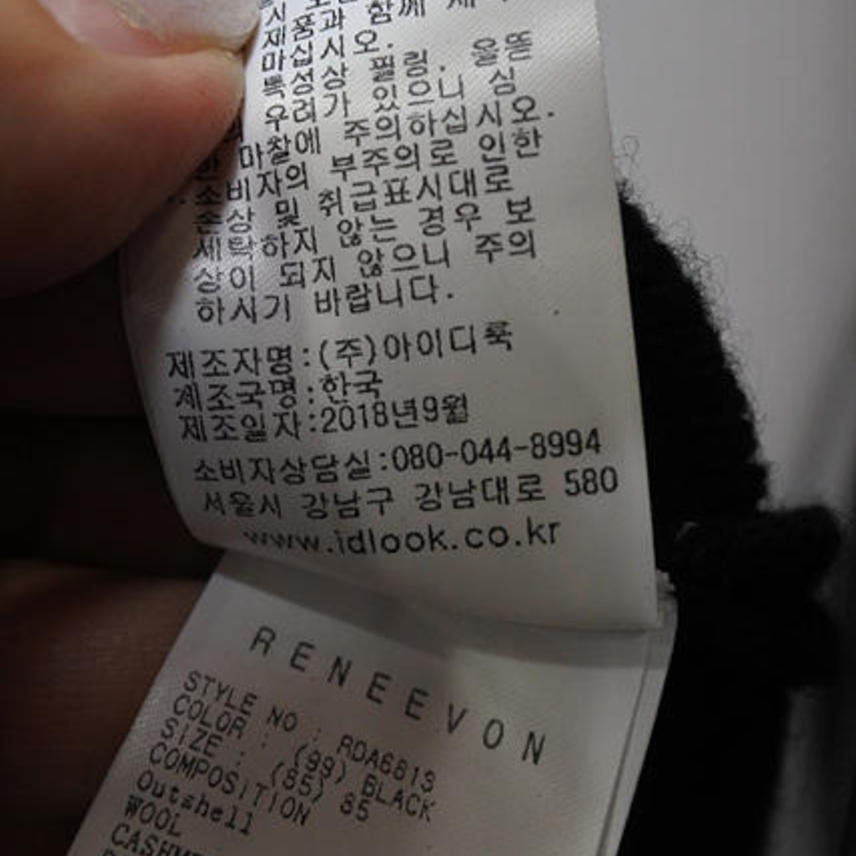 제품과 함께
마십시오.
특성상 필링. 올뜯
우려가 있으니 심
한 마찰에 주의하십시오.
소비자의 부주의로 인한
손상 및 취급표시대로
세탁하지 않는 경우 보
상이 되지 않으니 주의
하시기 바랍니다.
제조자명:(주)아이디룩
제조국명:한국
제조일자:2018년9월
소비자상담실:080-044-8994
서울시 강남구 강남대로 580
www.idlook.co.kr
RENEEVON
STYLE NO : RDA6813
COLOR : (99) BLACK
SIZE : (85) 85
COMPOSITION
Outshell
WOOL